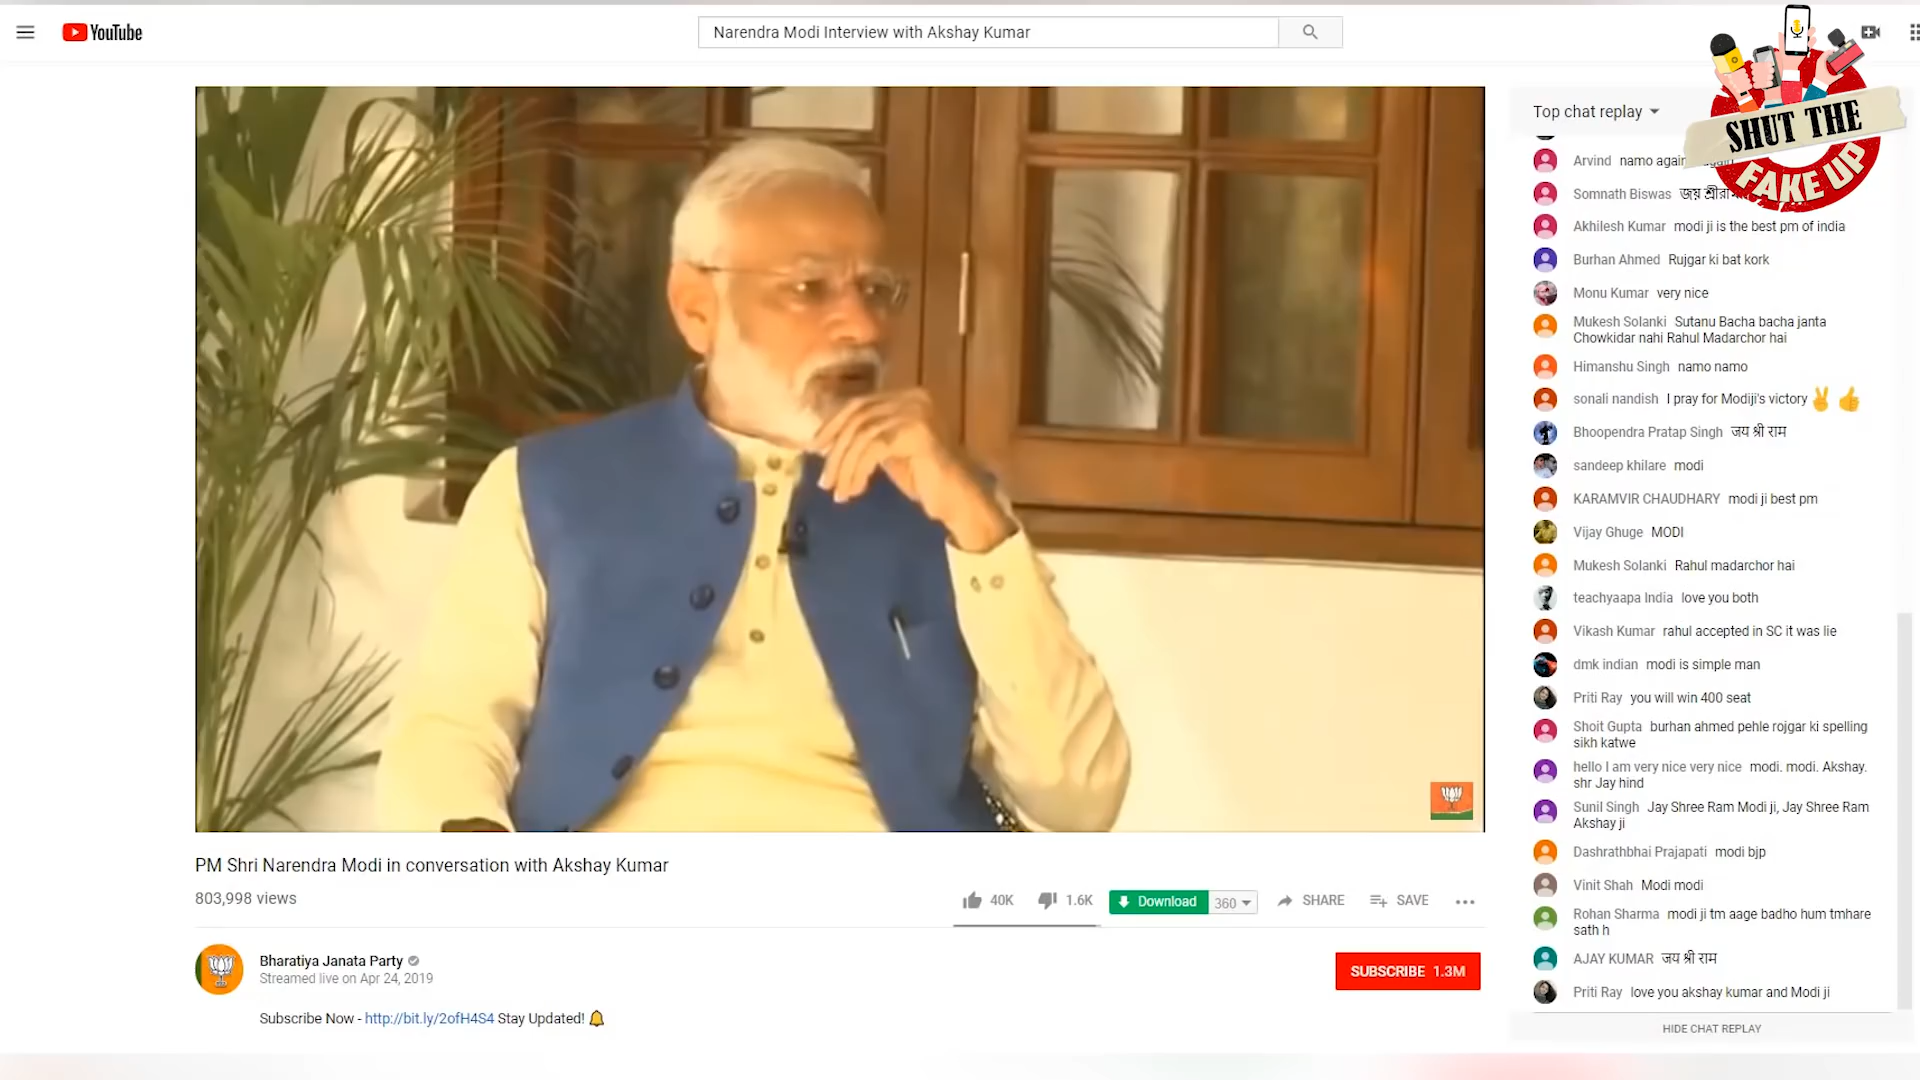 YouTube
Narendra Modi Interview with Akshay Kumar
SHUT THE
FAKE UP
Top chat replay
Arvind namo again
Somnath Biswas জয় শ্রীরা
Akhilesh Kumar modi ji is the best pm of india
Burhan Ahmed Rujgar ki bat kork
Monu Kumar very nice
Mukesh Solanki Sutanu Bacha bacha janta
Chowkidar nahi Rahul Madarchor hai
Himanshu Singh namo namo
sonali nandish I pray for Modiji's victory✌👍
Bhoopendra Pratap Singh जय श्री राम
sandeep khilare modi
KARAMVIR CHAUDHARY modi ji best pm
Vijay Ghuge MODI
Mukesh Solanki Rahul madarchor hai
teachyaapa India love you both
Vikash Kumar rahul accepted in SC it was lie
dmk indian modi is simple man
Priti Ray you will win 400 seat
Shoit Gupta burhan ahmed pehle rojgar ki spelling
sikh katwe
hello I am very nice very nice modi. modi. Akshay.
shr Jay hind
Sunil Singh Jay Shree Ram Modi ji, Jay Shree Ram
Akshay ji
Dashrathbhai Prajapati modi bjp
Vinit Shah Modi modi
Rohan Sharma modi ji tm aage badho hum tmhare
sath h
AJAY KUMAR जय श्री राम
Priti Ray love you akshay kumar and Modi ji
HIDE CHAT REPLAY
PM Shri Narendra Modi in conversation with Akshay Kumar
803,998 views
40K 1.6K Download 360 SHARE SAVE
Bharatiya Janata Party
Streamed live on Apr 24, 2019
SUBSCRIBE 1.3M
Subscribe Now - http://bit.ly/2ofH4S4 Stay Updated! 🔔